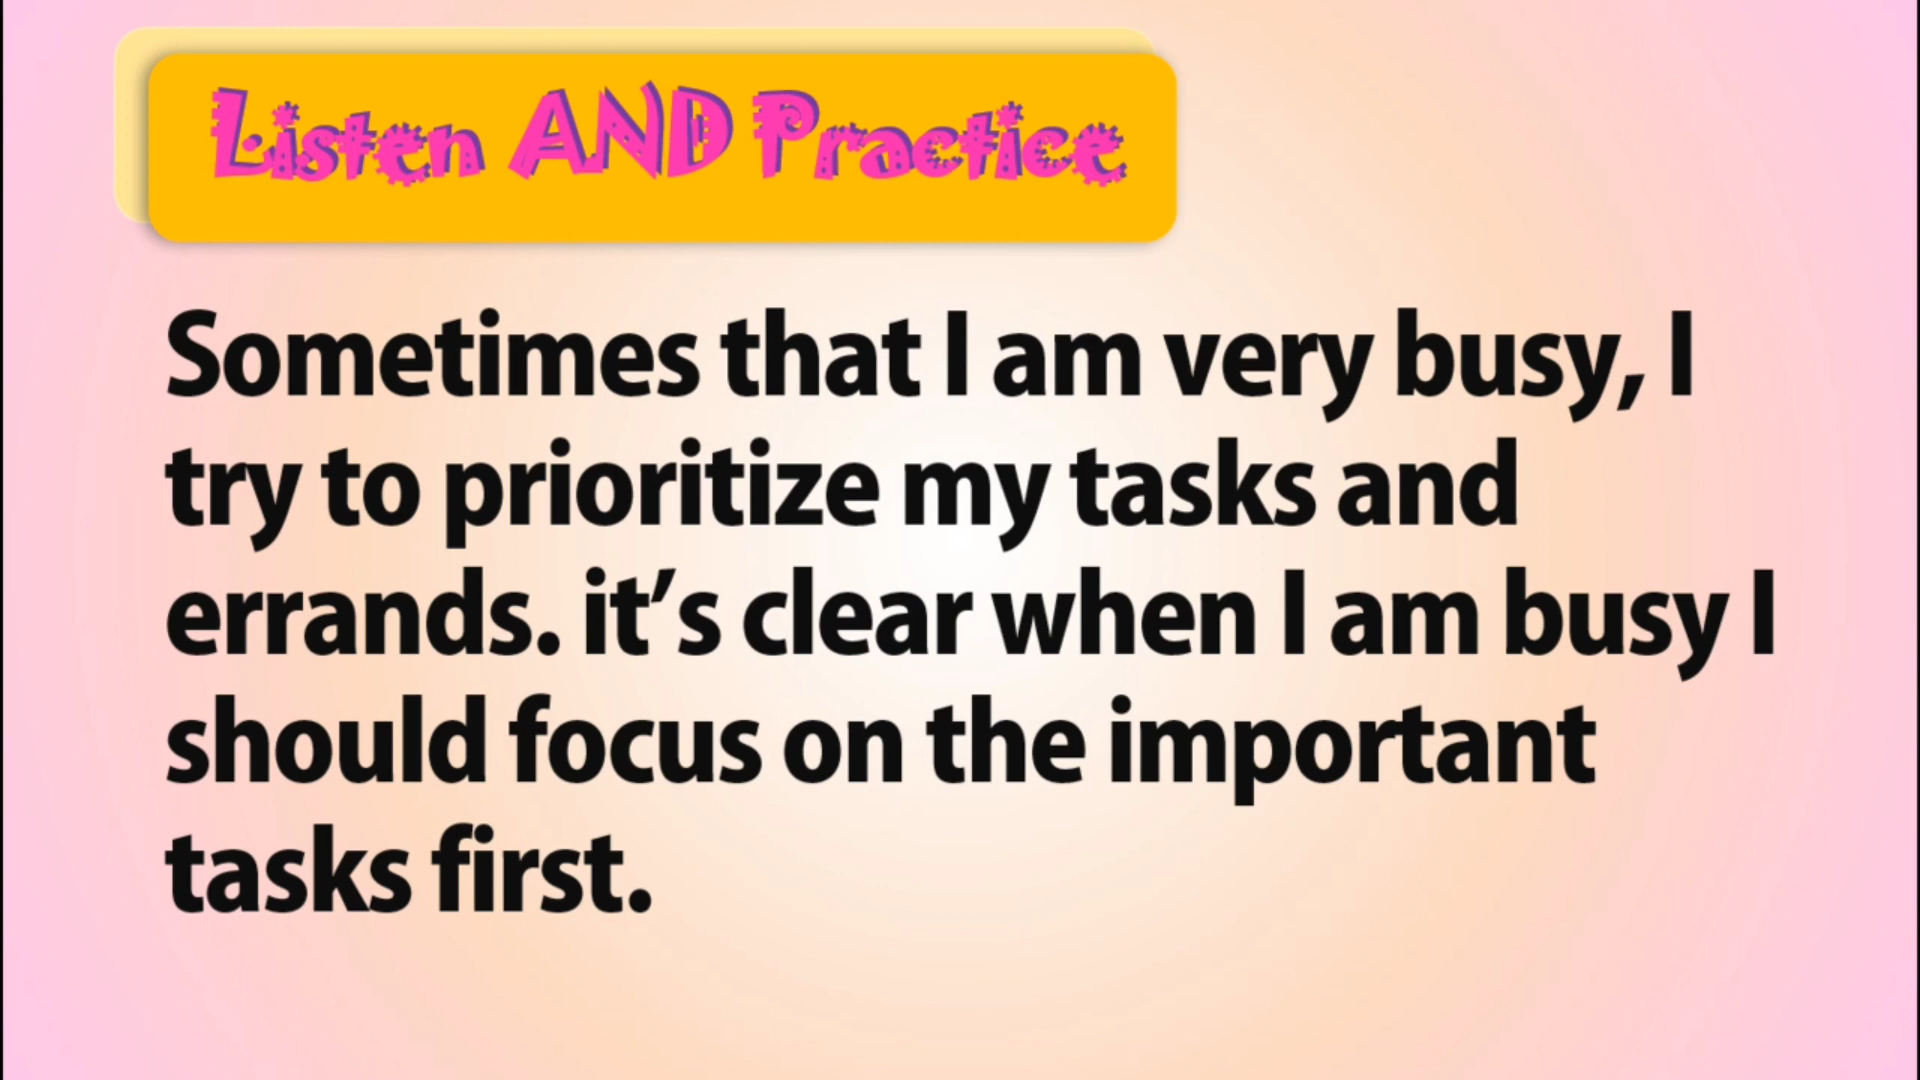 Listen AND Practice
Sometimes that I am very busy, I
try to prioritize my tasks and
errands. it’s clear when I am busy I
should focus on the important
tasks first.